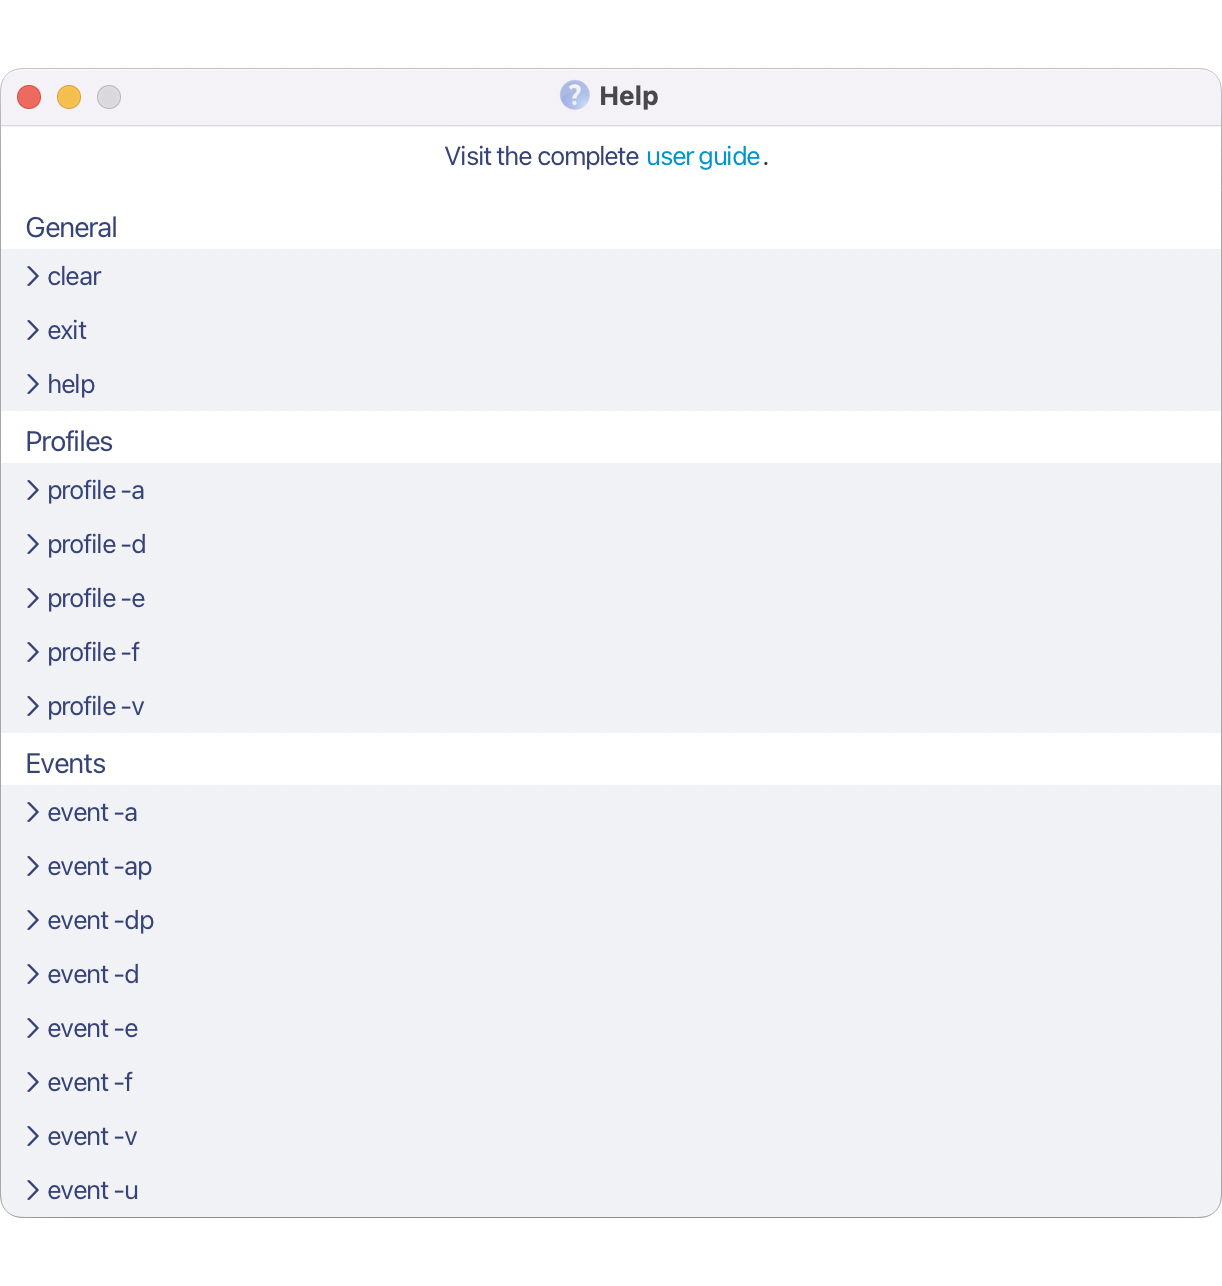 Help
Visit the complete user guide.
General
clear
exit
help
Profiles
profile -a
profile -d
profile -e
profile -f
profile -v
Events
event -a
event -ap
event -dp
event -d
event -e
event -f
event -v
event -u